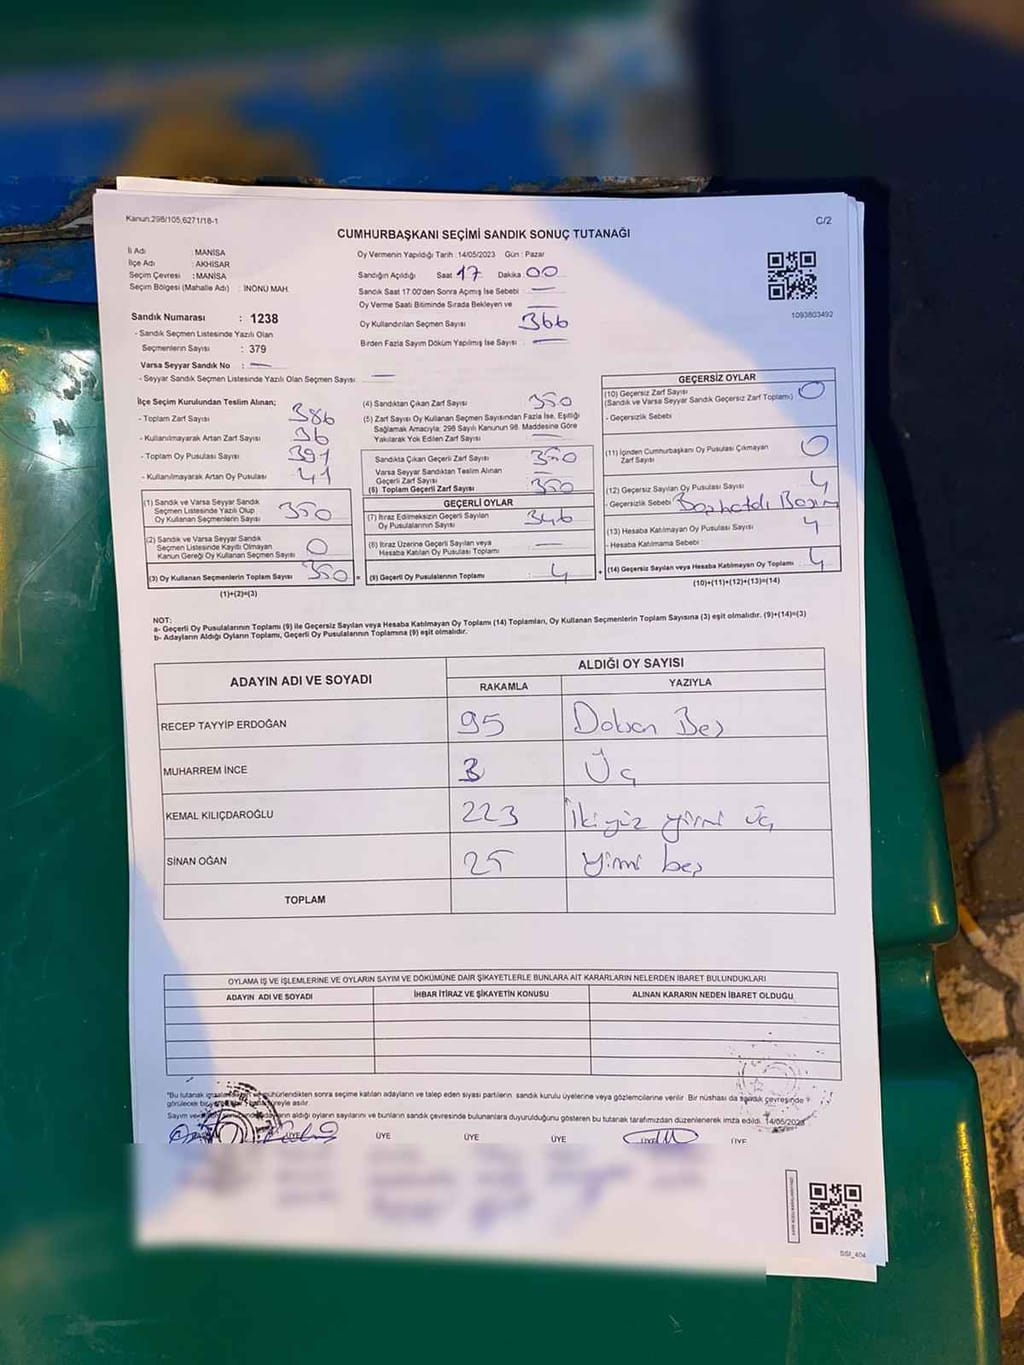 Kanun:298/105,6271/18-1
C/2
CUMHURBAŞKANI SEÇİMİ SANDIK SONUÇ TUTANAĞI
İl Adı : MANİSA
İlçe Adı : AKHİSAR
Seçim Çevresi : MANİSA
Seçim Bölgesi (Mahalle Adı) : İNÖNÜ MAH.
Sandık Numarası : 1238
- Sandık Seçmen Listesinde Yazılı Olan
Seçmenlerin Sayısı : 379
Varsa Seyyar Sandık No : —
- Seyyar Sandık Seçmen Listesinde Yazılı Olan Seçmen Sayısı : —
Oy Vermenin Yapıldığı Tarih :14/05/2023 Gün : Pazar
Sandığın Açıldığı Saat 17 Dakika 00
Sandık Saat 17:00'den Sonra Açmış İse Sebebi : —
Oy Verme Saati Bitiminde Sırada Bekleyen ve —
Oy Kullandırılan Seçmen Sayısı 366
Birden Fazla Sayım Döküm Yapılmış İse Sayısı : —
1093803492
İlçe Seçim Kurulundan Teslim Alınan;
- Toplam Zarf Sayısı : 386
- Kullanılmayarak Artan Zarf Sayısı : 36
- Toplam Oy Pusulası Sayısı : 391
- Kullanılmayarak Artan Oy Pusulası : 41
(1) Sandık ve Varsa Seyyar Sandık
Seçmen Listesinde Yazılı Olup
Oy Kullanan Seçmenlerin Sayısı : 350
(2) Sandık ve Varsa Seyyar Sandık
Seçmen Listesinde Kayıtlı Olmayan
Kanun Gereği Oy Kullanan Seçmen Sayısı : 0
(3) Oy Kullanan Seçmenlerin Toplam Sayısı : 350
(1)+(2)=(3)
(4) Sandıktan Çıkan Zarf Sayısı : 350
(5) Zarf Sayısı Oy Kullanan Seçmen Sayısından Fazla İse, Eşitliği
Sağlamak Amacıyla; 298 Sayılı Kanunun 98. Maddesine Göre
Yakılarak Yok Edilen Zarf Sayısı : —
Sandıkta Çıkan Geçerli Zarf Sayısı : 350
Varsa Seyyar Sandıktan Teslim Alınan
Geçerli Zarf Sayısı : —
(6) Toplam Geçerli Zarf Sayısı : 350
GEÇERLİ OYLAR
(7) İtiraz Edilmeksizin Geçerli Sayılan
Oy Pusulalarının Sayısı : 346
(8) İtiraz Üzerine Geçerli Sayılan veya
Hesaba Katılan Oy Pusulası Toplamı : —
= (9) Geçerli Oy Pusulalarının Toplamı : 4
GEÇERSİZ OYLAR
(10) Geçersiz Zarf Sayısı
(Sandık ve Varsa Seyyar Sandık Geçersiz Zarf Toplamı) : 0
- Geçersizlik Sebebi :
(11) İçinden Cumhurbaşkanı Oy Pusulası Çıkmayan
Zarf Sayısı : 0
(12) Geçersiz Sayılan Oy Pusulası Sayısı : 4
- Geçersizlik Sebebi :
(13) Hesaba Katılmayan Oy Pusulası Sayısı : 4
- Hesaba Katılmama Sebebi :
+ (14) Geçersiz Sayılan veya Hesaba Katılmayan Oy Toplamı : 4
(10)+(11)+(12)+(13)=(14)
NOT:
a- Geçerli Oy Pusulalarının Toplamı (9) ile Geçersiz Sayılan veya Hesaba Katılmayan Oy Toplamı (14) Toplamları, Oy Kullanan Seçmenlerin Toplam Sayısına (3) eşit olmalıdır. (9)+(14)=(3)
b- Adayların Aldığı Oyların Toplamı, Geçerli Oy Pusulalarının Toplamına (9) eşit olmalıdır.
ADAYIN ADI VE SOYADI
ALDIĞI OY SAYISI
RAKAMLA YAZIYLA
RECEP TAYYİP ERDOĞAN 95 Doksan Beş
MUHARREM İNCE 3 Üç
KEMAL KILIÇDAROĞLU 223 İkiyüz yirmi üç
SİNAN OĞAN 25 yirmi beş
TOPLAM
OYLAMA İŞ VE İŞLEMLERİNE VE OYLARIN SAYIM VE DÖKÜMÜNE DAİR ŞİKAYETLERLE BUNLARA AİT KARARLARIN NELERDEN İBARET BULUNDUKLARI
ADAYIN ADI VE SOYADI İHBAR İTİRAZ VE ŞİKAYETİN KONUSU ALINAN KARARIN NEDEN İBARET OLDUĞU
"Bu tutanak mühürlendikten sonra seçime katılan adayların ve talep eden siyasi partilerin sandık kurulu üyelerine veya gözlemcilerine verilir. Bir nüshası da sandık çevresinde
görülecek bir süreyle asılır.
Sayım ve aldığı oyların sayılarını ve bunların sandık çevresinde bulunanlara duyurulduğunu gösteren bu tutanak tarafımızdan düzenlenerek imza edildi. 14/05/2023
ÜYE ÜYE ÜYE ÜYE ÜYE ÜYE
SSI_404